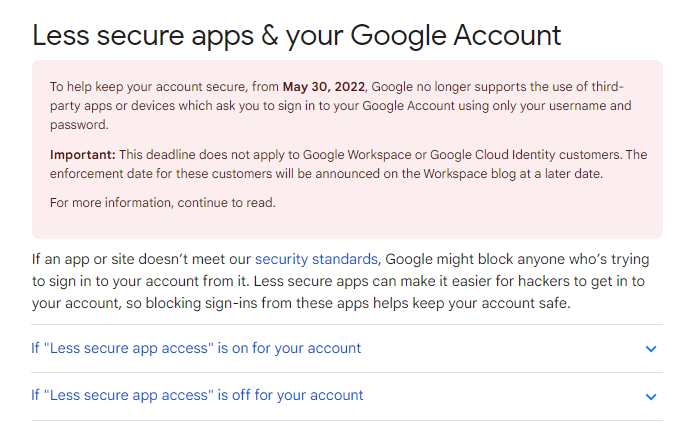 Less secure apps & your Google Account
To help keep your account secure, from May 30, 2022, Google no longer supports the use of third-
party apps or devices which ask you to sign in to your Google Account using only your username and
password.
Important: This deadline does not apply to Google Workspace or Google Cloud Identity customers. The
enforcement date for these customers will be announced on the Workspace blog at a later date.
For more information, continue to read.
If an app or site doesn’t meet our security standards, Google might block anyone who’s trying
to sign in to your account from it. Less secure apps can make it easier for hackers to get in to
your account, so blocking sign-ins from these apps helps keep your account safe.
If "Less secure app access" is on for your account
If "Less secure app access" is off for your account